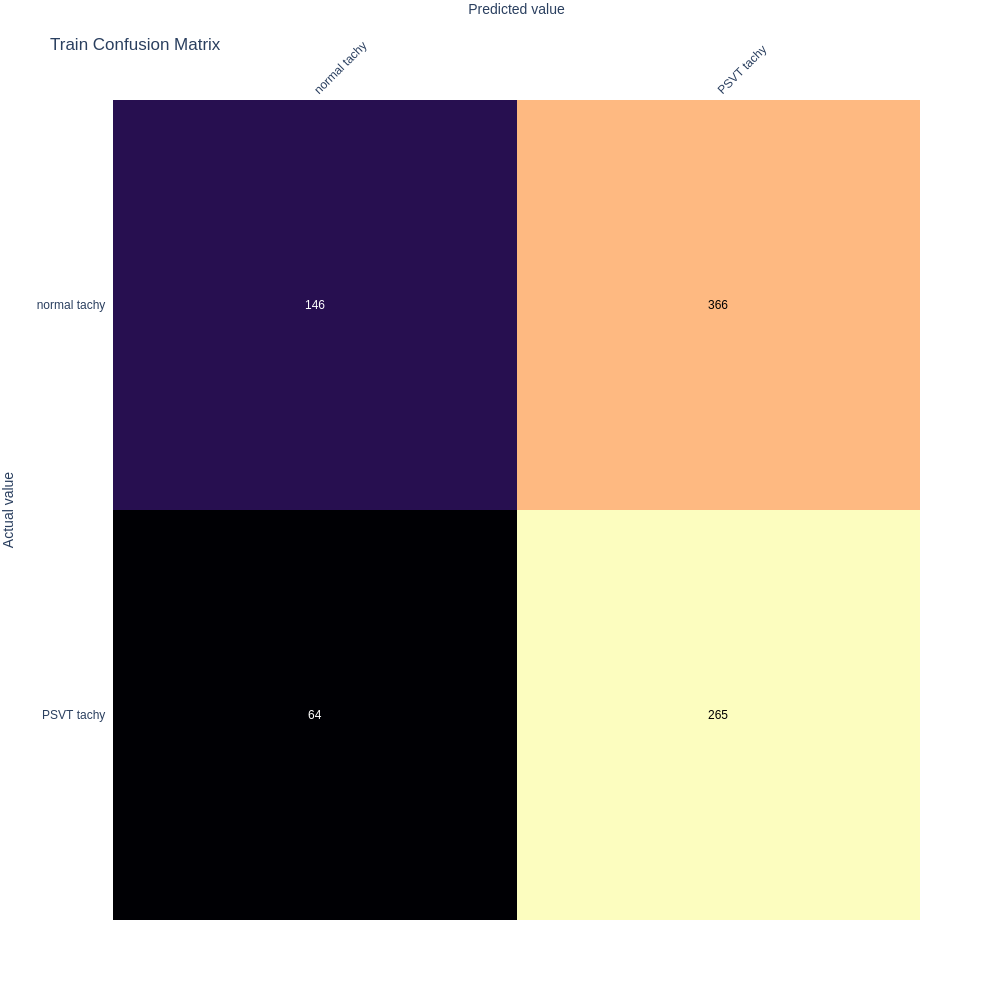 Predicted value
Train Confusion Matrix
normal tachy
PSVT tachy
normal tachy
146
366
Actual value
PSVT tachy
64
265